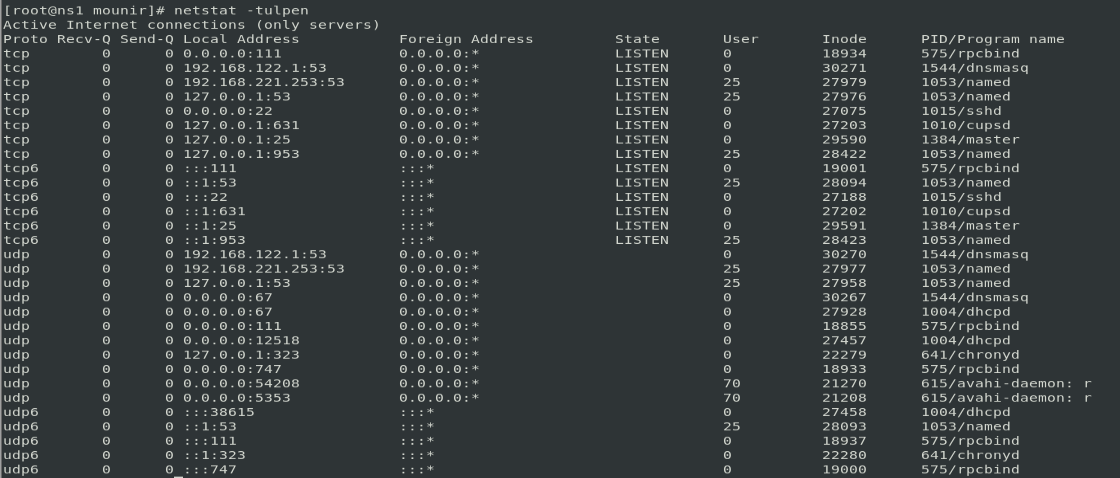 [root@ns1 mounir]# netstat -tulpen
Active Internet connections (only servers)
Proto Recv-Q Send-Q Local Address           Foreign Address         State       User       Inode      PID/Program name
tcp        0      0 0.0.0.0:111             0.0.0.0:*               LISTEN      0          18934      575/rpcbind
tcp        0      0 192.168.122.1:53        0.0.0.0:*               LISTEN      0          30271      1544/dnsmasq
tcp        0      0 192.168.221.253:53      0.0.0.0:*               LISTEN      25         27979      1053/named
tcp        0      0 127.0.0.1:53            0.0.0.0:*               LISTEN      25         27976      1053/named
tcp        0      0 0.0.0.0:22              0.0.0.0:*               LISTEN      0          27075      1015/sshd
tcp        0      0 127.0.0.1:631           0.0.0.0:*               LISTEN      0          27203      1010/cupsd
tcp        0      0 127.0.0.1:25            0.0.0.0:*               LISTEN      0          29590      1384/master
tcp        0      0 127.0.0.1:953           0.0.0.0:*               LISTEN      25         28422      1053/named
tcp6       0      0 :::111                  :::*                    LISTEN      0          19001      575/rpcbind
tcp6       0      0 ::1:53                  :::*                    LISTEN      25         28094      1053/named
tcp6       0      0 :::22                   :::*                    LISTEN      0          27188      1015/sshd
tcp6       0      0 ::1:631                 :::*                    LISTEN      0          27202      1010/cupsd
tcp6       0      0 ::1:25                  :::*                    LISTEN      0          29591      1384/master
tcp6       0      0 ::1:953                 :::*                    LISTEN      25         28423      1053/named
udp        0      0 192.168.122.1:53        0.0.0.0:*                           0          30270      1544/dnsmasq
udp        0      0 192.168.221.253:53      0.0.0.0:*                           25         27977      1053/named
udp        0      0 127.0.0.1:53            0.0.0.0:*                           25         27958      1053/named
udp        0      0 0.0.0.0:67              0.0.0.0:*                           0          30267      1544/dnsmasq
udp        0      0 0.0.0.0:67              0.0.0.0:*                           0          27928      1004/dhcpd
udp        0      0 0.0.0.0:111             0.0.0.0:*                           0          18855      575/rpcbind
udp        0      0 0.0.0.0:12518           0.0.0.0:*                           0          27457      1004/dhcpd
udp        0      0 127.0.0.1:323           0.0.0.0:*                           0          22279      641/chronyd
udp        0      0 0.0.0.0:747             0.0.0.0:*                           0          18933      575/rpcbind
udp        0      0 0.0.0.0:54208           0.0.0.0:*                           70         21270      615/avahi-daemon: r
udp        0      0 0.0.0.0:5353            0.0.0.0:*                           70         21208      615/avahi-daemon: r
udp6       0      0 :::38615                :::*                                0          27458      1004/dhcpd
udp6       0      0 ::1:53                  :::*                                25         28093      1053/named
udp6       0      0 :::111                  :::*                                0          18937      575/rpcbind
udp6       0      0 ::1:323                 :::*                                0          22280      641/chronyd
udp6       0      0 :::747                  :::*                                0          19000      575/rpcbind